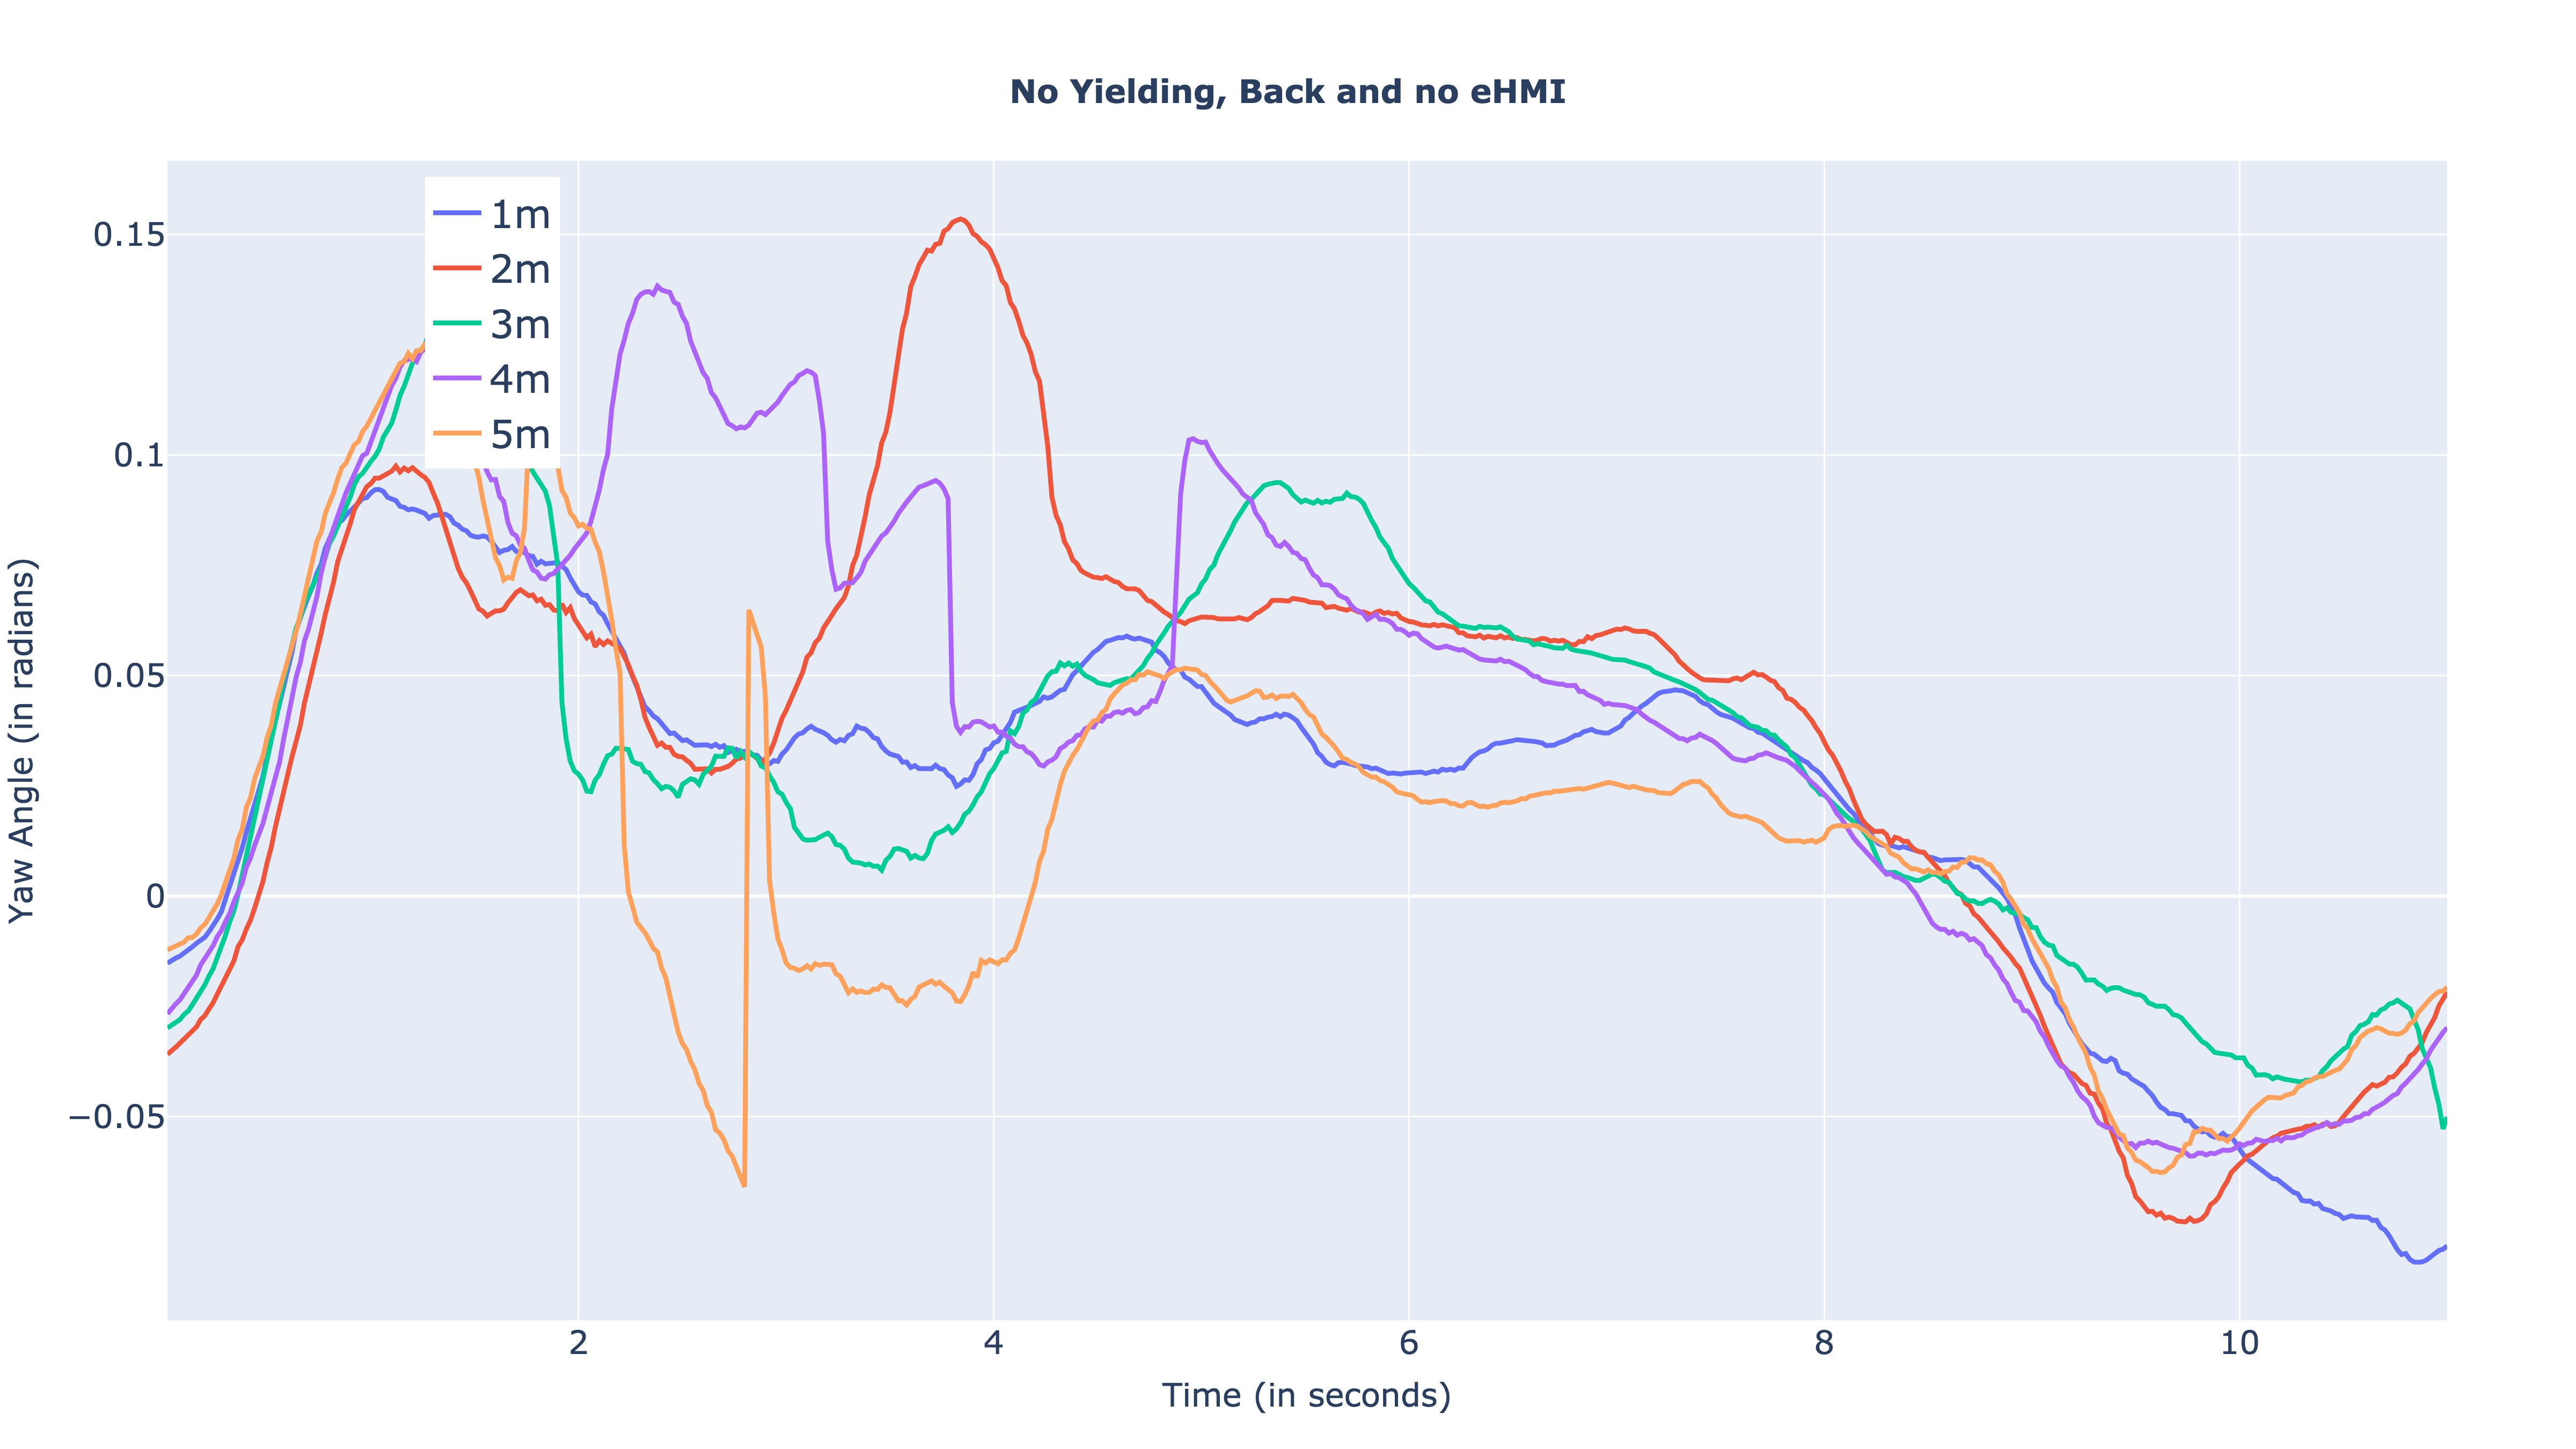 No Yielding, Back and no eHMI
1m
2m
3m
4m
5m
0.15
0.1
0.05
0
−0.05
Yaw Angle (in radians)
2
4
6
8
10
Time (in seconds)